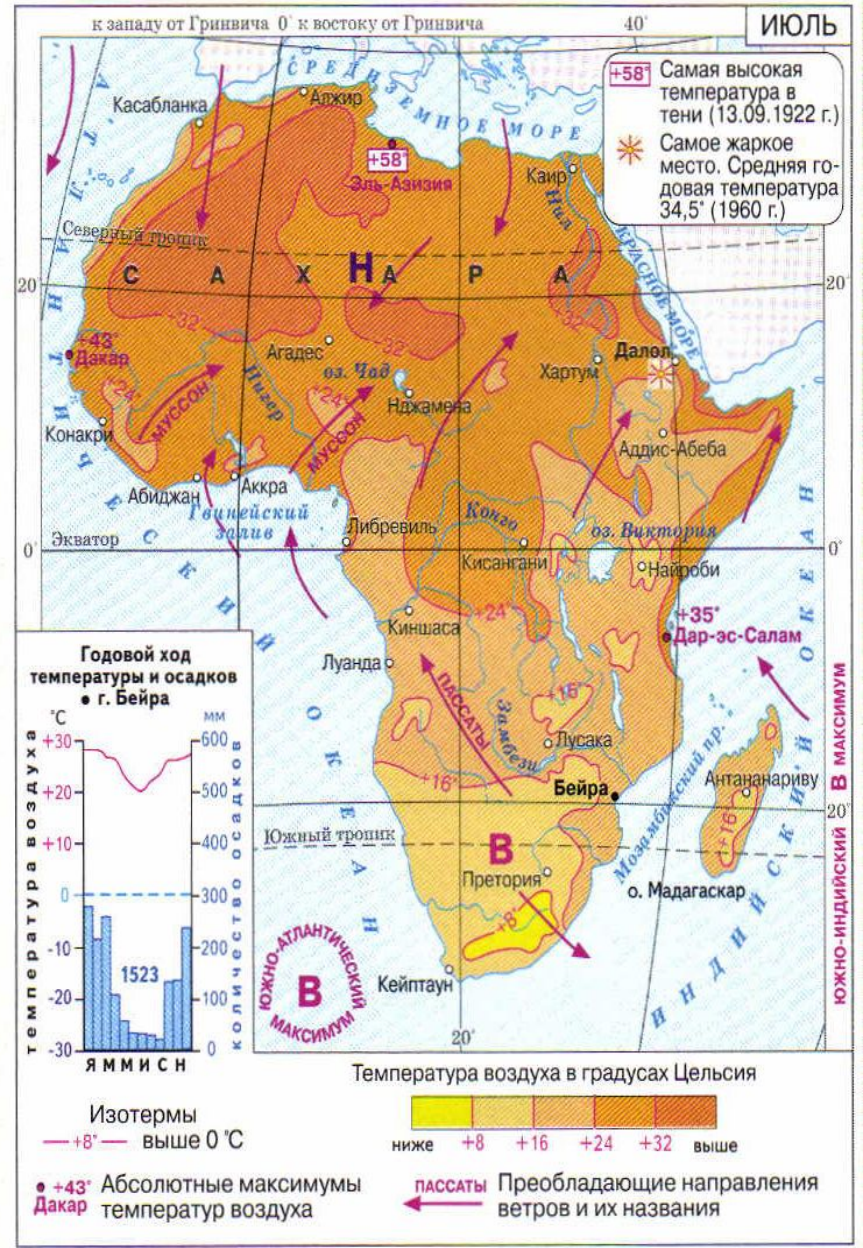 к западу от Гринвича 0° к востоку от Гринвича
40°
ИЮЛЬ
+58° Самая высокая
температура в
тени (13.09.1922 г.)
Самое жаркое
место. Средняя го-
довая температура
34,5° (1960 г.)
СРЕДИЗЕМНОЕ МОРЕ
АТЛАНТИЧЕСКИЙ ОКЕАН
Касабланка
Алжир
+58°
Эль-Азизия
Каир
Нил
КРАСНОЕ МОРЕ
Северный тропик
САХАРА
Н
20°
20°
+32°
+32°
+32°
+43°
Дакар
Агадес
оз. Чад
Хартум
Далол
+24°
МУССОН
Нигер
+24°
МУССОН
Нджамена
Конакри
Аддис-Абеба
Абиджан
Аккра
Гвинейский
залив
Либревиль
Конго
оз. Виктория
0°
Экватор
0°
Кисангани
Найроби
+24°
Киншаса
+35°
Дар-эс-Салам
Луанда
ПАССАТЫ
Замбези
+16°
Лусака
ИНДИЙСКИЙ ОКЕАН
Мозамбикский пр.
+16°
Бейра
Антананариву
+16°
20°
Южный тропик
В
Претория
о. Мадагаскар
+8°
Кейптаун
20°
ЮЖНО-АТЛАНТИЧЕСКИЙ
В
МАКСИМУМ
ЮЖНО-ИНДИЙСКИЙ В МАКСИМУМ
Годовой ход
температуры и осадков
• г. Бейра
°С
мм
+30
600
+20
500
+10
400
0
300
-10
200
-20
100
-30
0
1523
температура воздуха
количество осадков
Я М М И С Н
Изотермы
+8° выше 0 °С
+43°
Дакар
Абсолютные максимумы
температур воздуха
Температура воздуха в градусах Цельсия
ниже +8 +16 +24 +32 выше
ПАССАТЫ Преобладающие направления
ветров и их названия